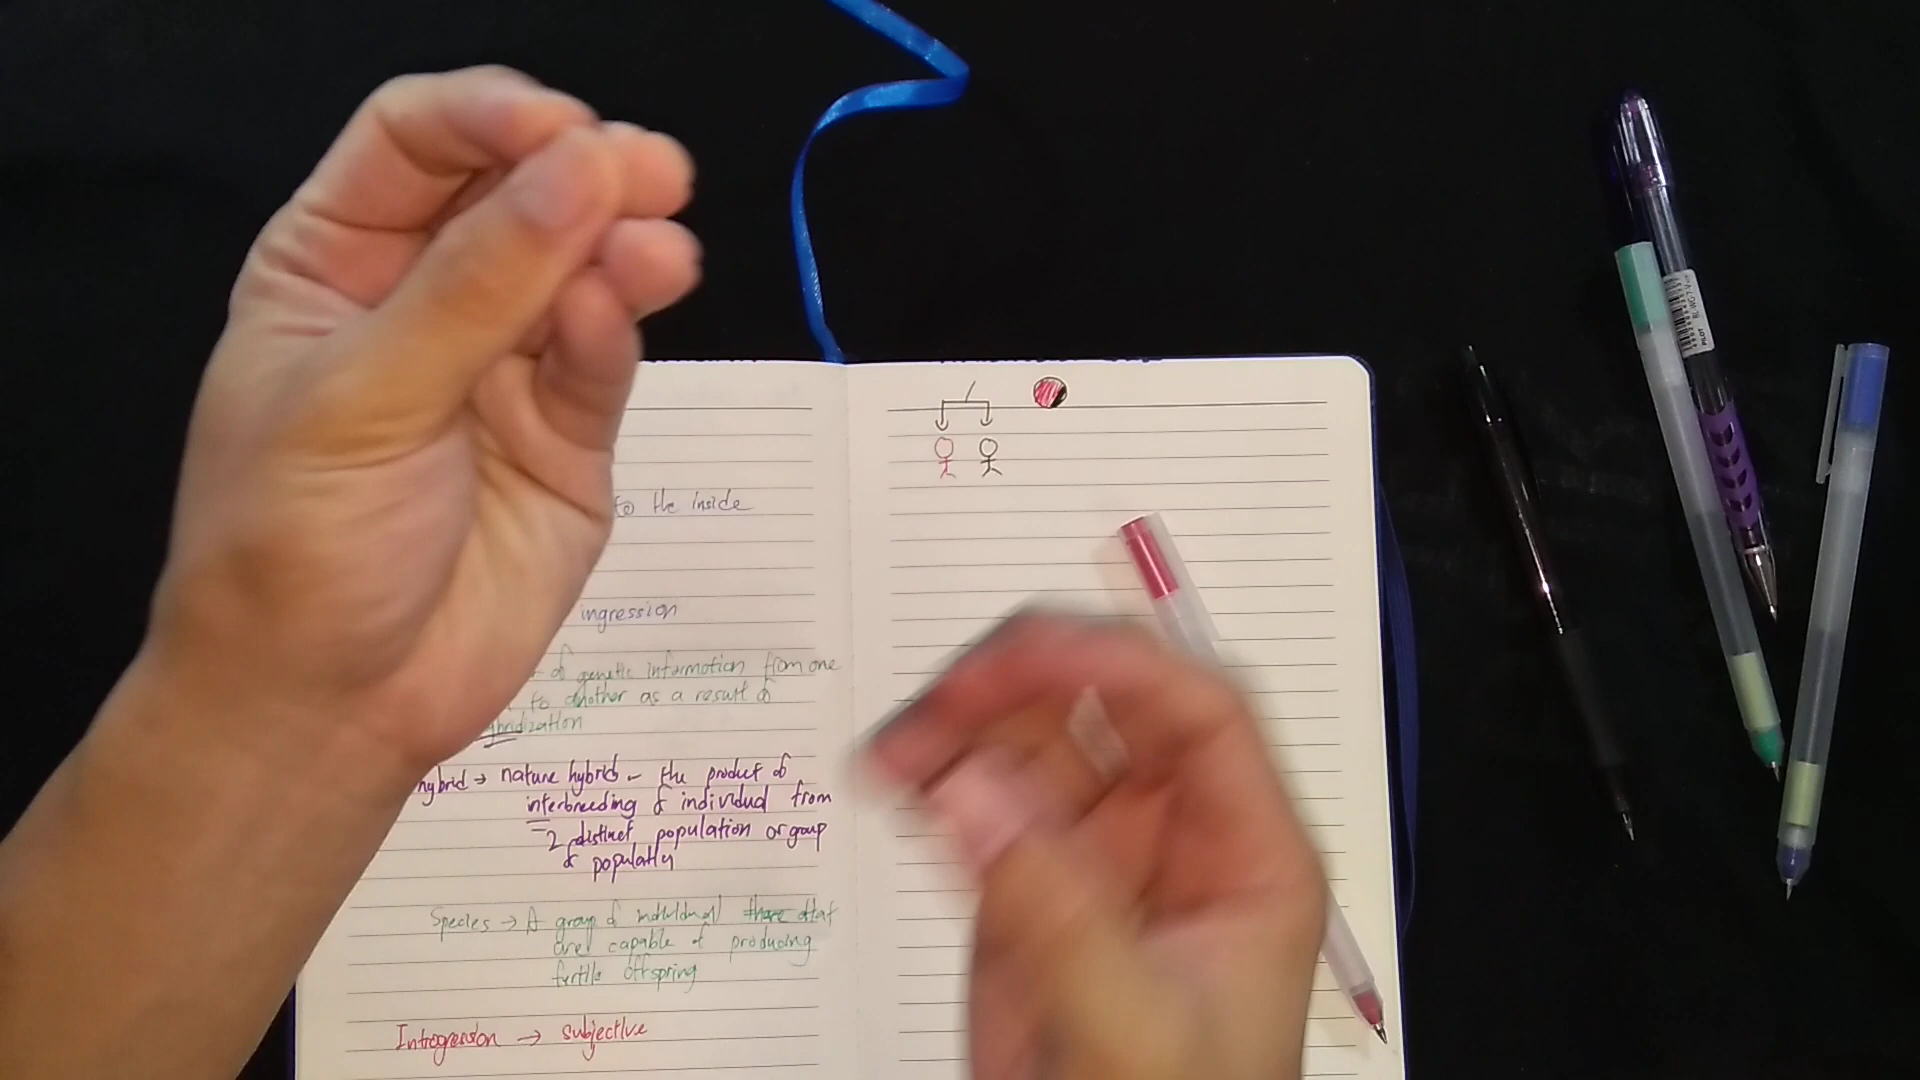 to the inside
ingression
of genetic information from one
to another as a result of
hybrid → nature hybrid - the product of
interbreeding of individual from
2 distinct population or group
of
Species → A group of individual that
are capable of producing
fertile offspring
Introgression → subjective
PILOT